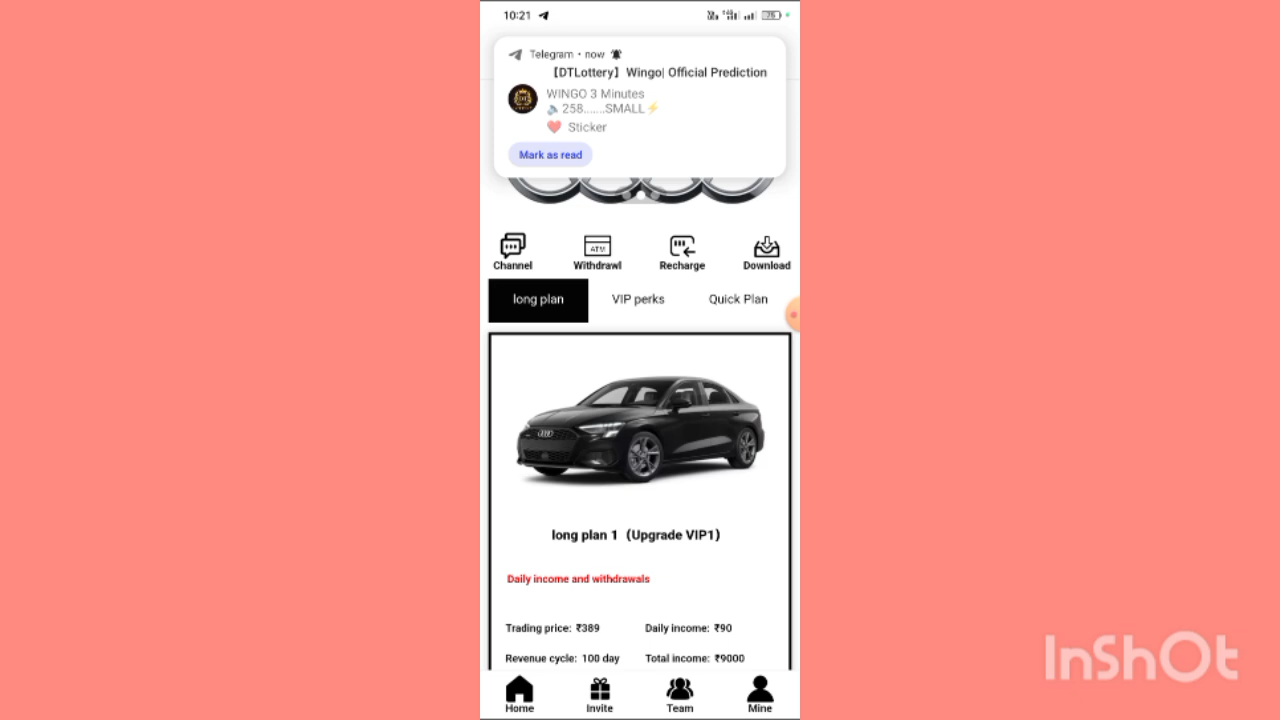 10:21
75
Telegram • now
【DTLottery】Wingo| Official Prediction
WINGO 3 Minutes
258.......SMALL⚡
❤️ Sticker
Mark as read
ATM
Channel Withdrawl Recharge Download
long plan VIP perks Quick Plan
long plan 1（Upgrade VIP1）
Daily income and withdrawals
Trading price: ₹389 Daily income: ₹90
Revenue cycle: 100 day Total income: ₹9000
Home Invite Team Mine
InShOt